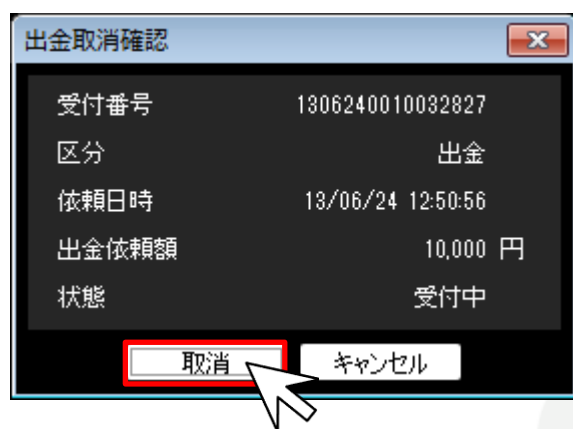 出金取消確認
受付番号 1306240010032827
区分 出金
依頼日時 13/06/24 12:50:56
出金依頼額 10,000 円
状態 受付中
取消 キャンセル